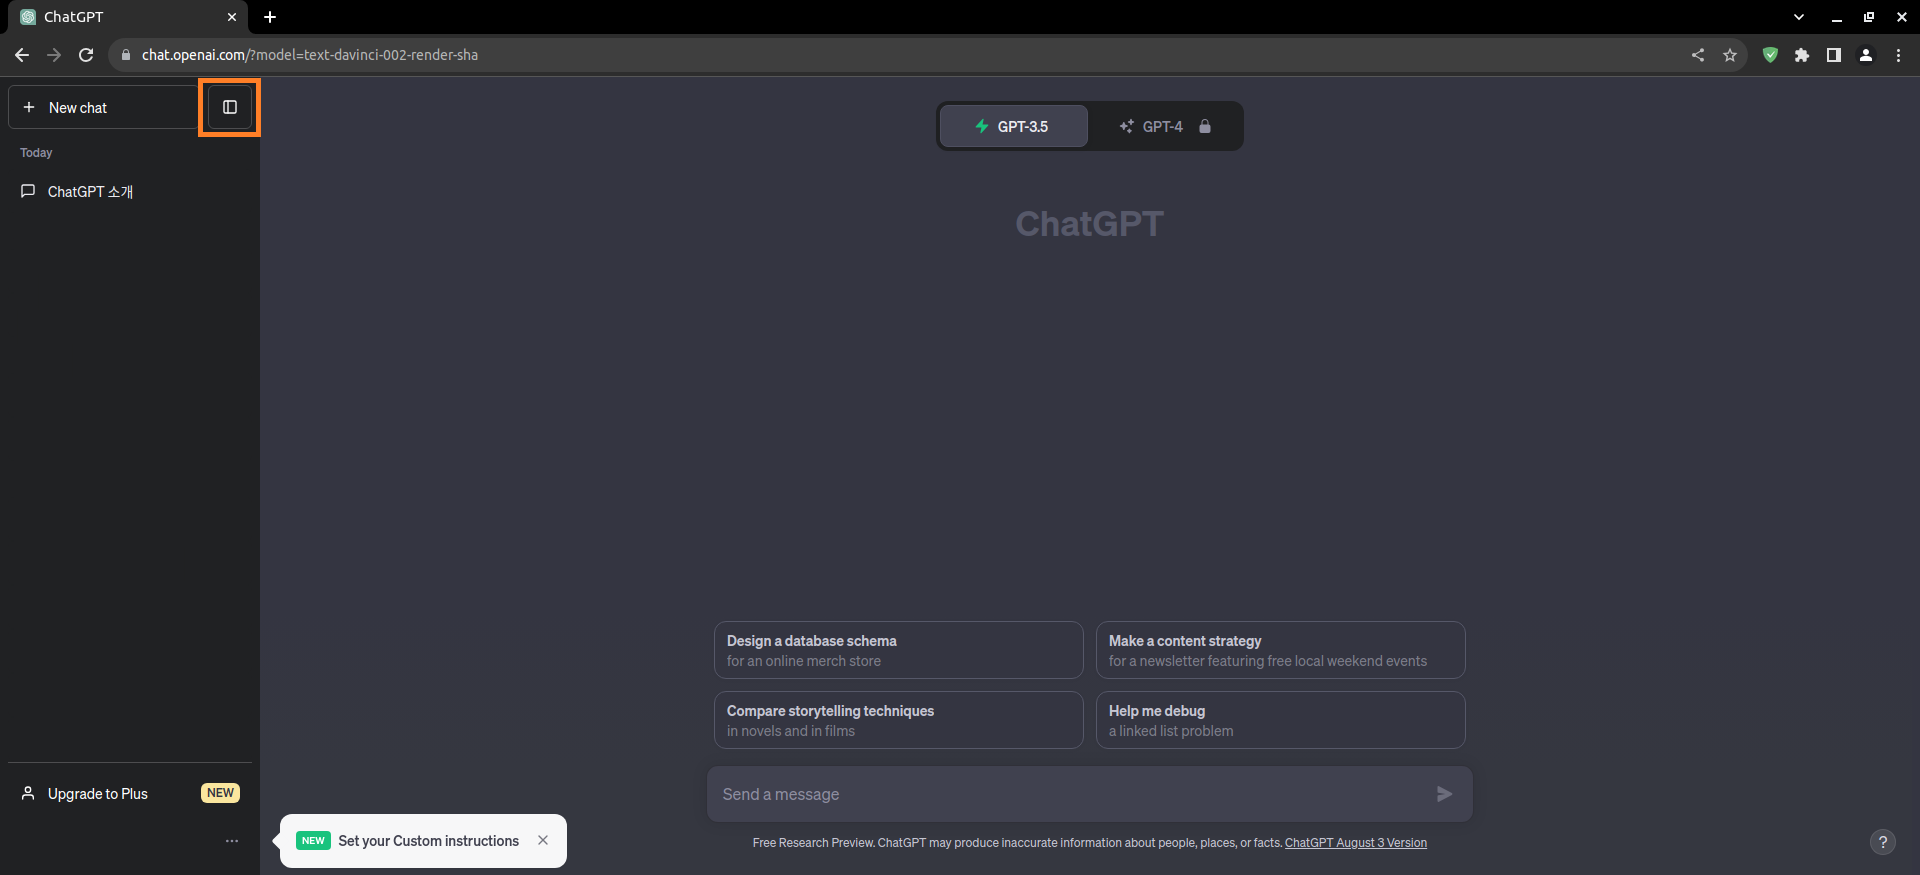 ChatGPT
chat.openai.com/?model=text-davinci-002-render-sha
New chat
Today
ChatGPT 소개
GPT-3.5
GPT-4
ChatGPT
Design a database schema
for an online merch store
Make a content strategy
for a newsletter featuring free local weekend events
Compare storytelling techniques
in novels and in films
Help me debug
a linked list problem
Upgrade to Plus NEW
Send a message
NEW Set your Custom instructions
Free Research Preview. ChatGPT may produce inaccurate information about people, places, or facts. ChatGPT August 3 Version
?